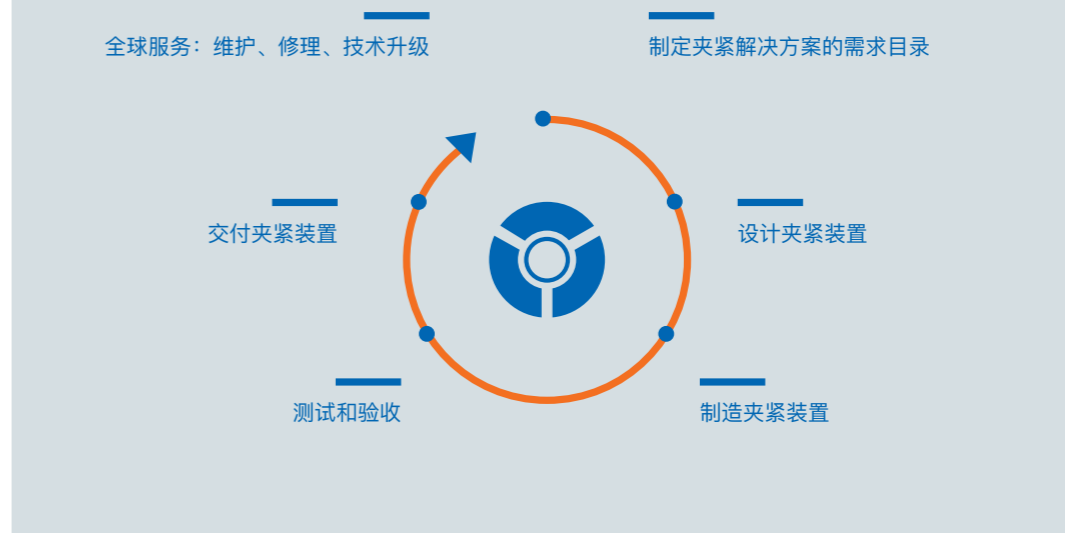 全球服务：维护、修理、技术升级
制定夹紧解决方案的需求目录
交付夹紧装置
设计夹紧装置
测试和验收
制造夹紧装置